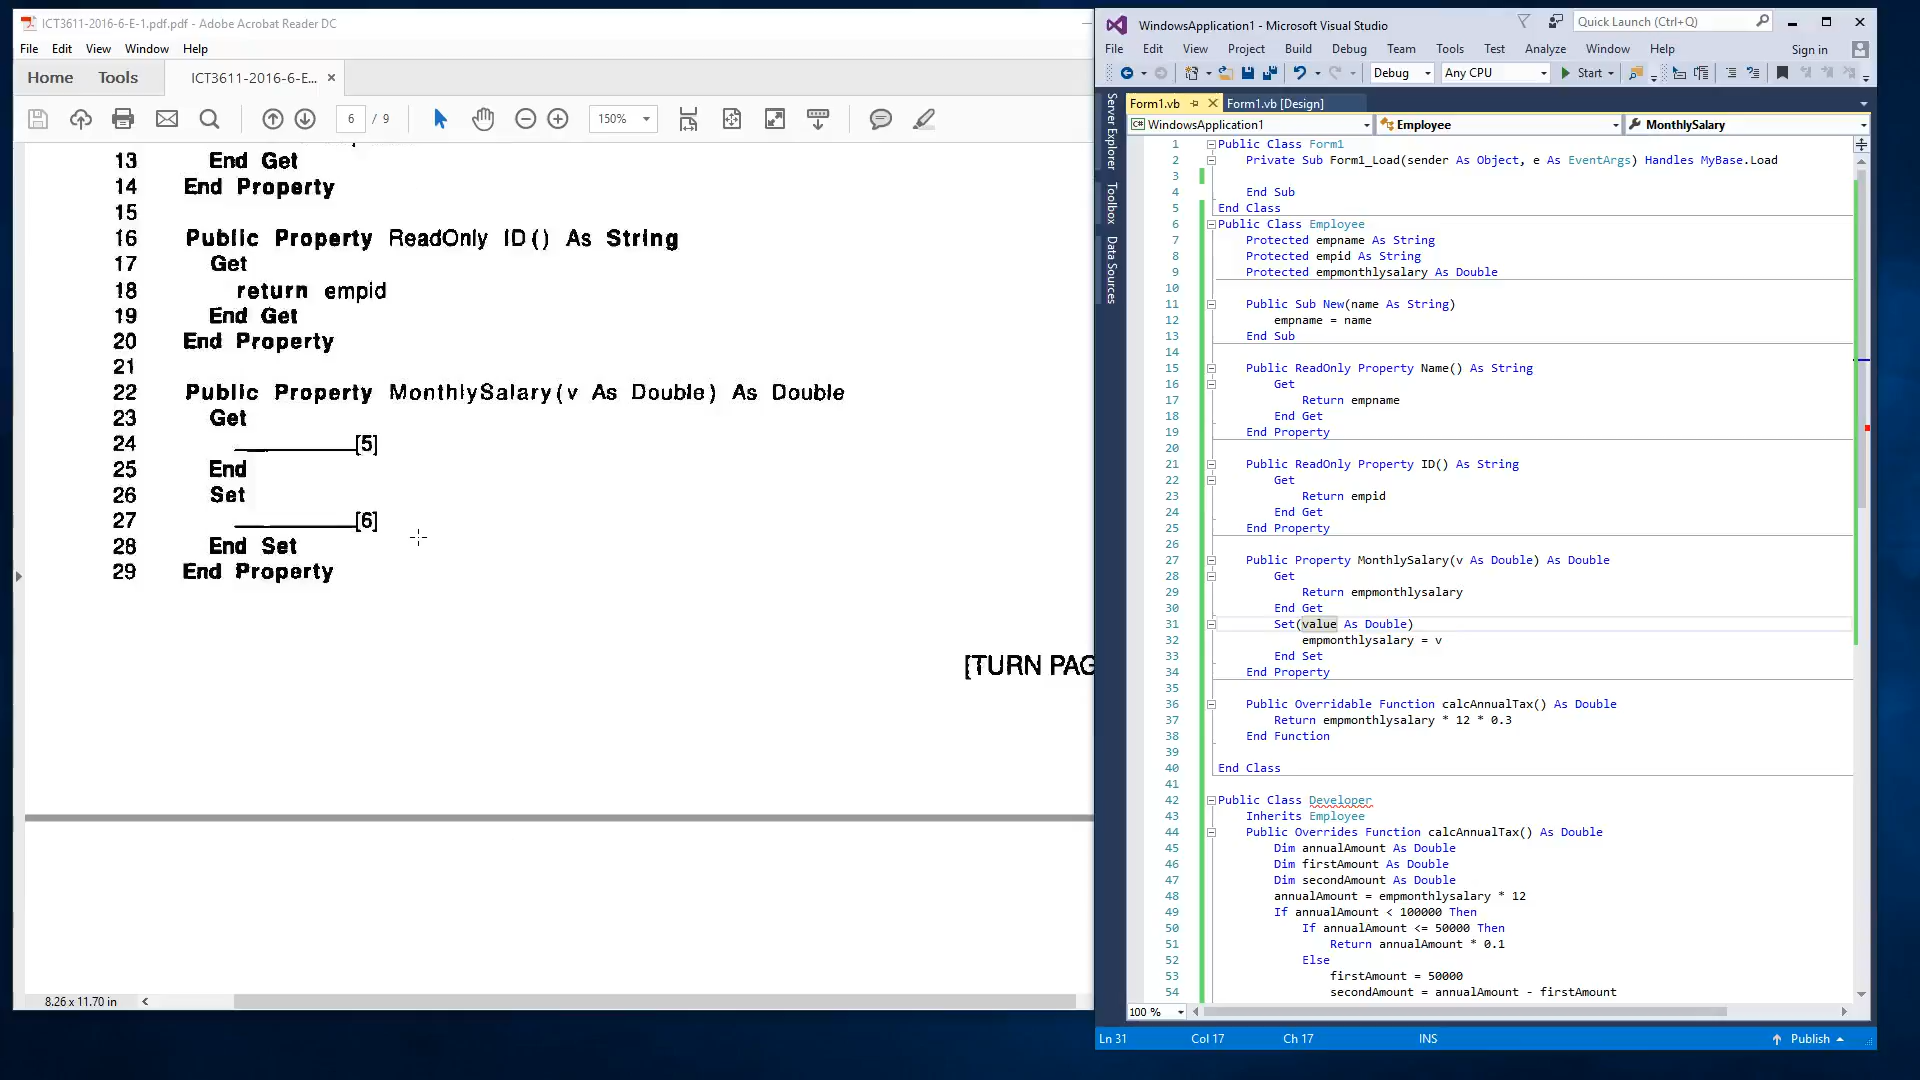 ICT3611-2016-6-E-1.pdf.pdf - Adobe Acrobat Reader DC
File Edit View Window Help
Home Tools ICT3611-2016-6-E... ×
6 / 9 150%
13 End Get
14 End Property
15
16 Public Property ReadOnly ID() As String
17 Get
18 return empid
19 End Get
20 End Property
21
22 Public Property MonthlySalary(v As Double) As Double
23 Get
24 __________[5]
25 End
26 Set
27 __________[6]
28 End Set
29 End Property
[TURN PAG
8.26 x 11.70 in
WindowsApplication1 - Microsoft Visual Studio
Quick Launch (Ctrl+Q)
File Edit View Project Build Debug Team Tools Test Analyze Window Help Sign in
Debug Any CPU Start
Server Explorer
Toolbox
Data Sources
Form1.vb Form1.vb [Design]
WindowsApplication1 Employee MonthlySalary
1 Public Class Form1
2 Private Sub Form1_Load(sender As Object, e As EventArgs) Handles MyBase.Load
3
4 End Sub
5 End Class
6 Public Class Employee
7 Protected empname As String
8 Protected empid As String
9 Protected empmonthlysalary As Double
10
11 Public Sub New(name As String)
12 empname = name
13 End Sub
14
15 Public ReadOnly Property Name() As String
16 Get
17 Return empname
18 End Get
19 End Property
20
21 Public ReadOnly Property ID() As String
22 Get
23 Return empid
24 End Get
25 End Property
26
27 Public Property MonthlySalary(v As Double) As Double
28 Get
29 Return empmonthlysalary
30 End Get
31 Set(value As Double)
32 empmonthlysalary = v
33 End Set
34 End Property
35
36 Public Overridable Function calcAnnualTax() As Double
37 Return empmonthlysalary * 12 * 0.3
38 End Function
39
40 End Class
41
42 Public Class Developer
43 Inherits Employee
44 Public Overrides Function calcAnnualTax() As Double
45 Dim annualAmount As Double
46 Dim firstAmount As Double
47 Dim secondAmount As Double
48 annualAmount = empmonthlysalary * 12
49 If annualAmount < 100000 Then
50 If annualAmount <= 50000 Then
51 Return annualAmount * 0.1
52 Else
53 firstAmount = 50000
54 secondAmount = annualAmount - firstAmount
100 %
Ln 31 Col 17 Ch 17 INS Publish